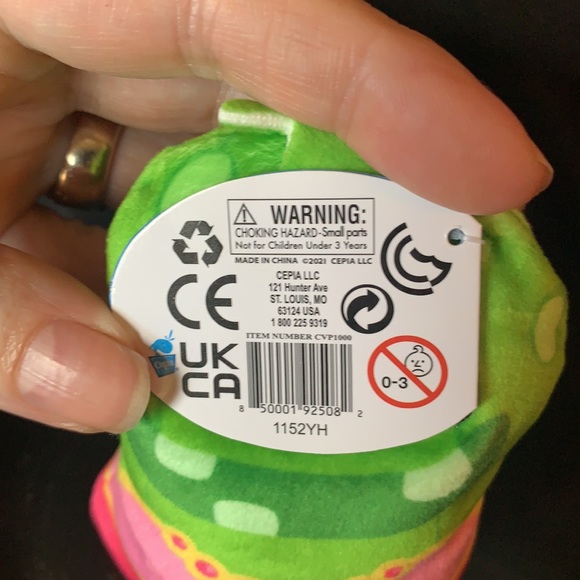 WARNING:
CHOKING HAZARD-Small parts
Not for Children Under 3 Years
MADE IN CHINA ©2021 CEPIA LLC
CEPIA LLC
121 Hunter Ave
ST. LOUIS, MO
63124 USA
1 800 225 9319
CE
ITEM NUMBER CVP1000
UK
CA
0-3
8 50001 92508 2
1152YH